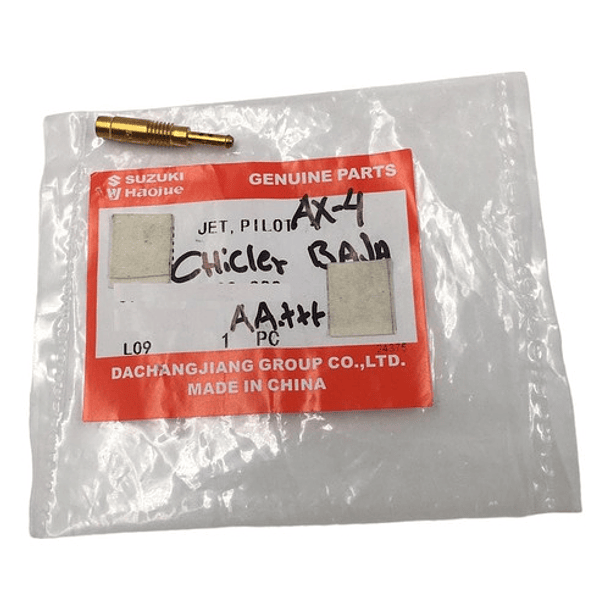 SUZUKI GENUINE PARTS
HAOJUE
JET, PILOT AX-4
CHICLER BAJA
AA.+++
L09 1 PC
DACHANGJIANG GROUP CO.,LTD.
MADE IN CHINA